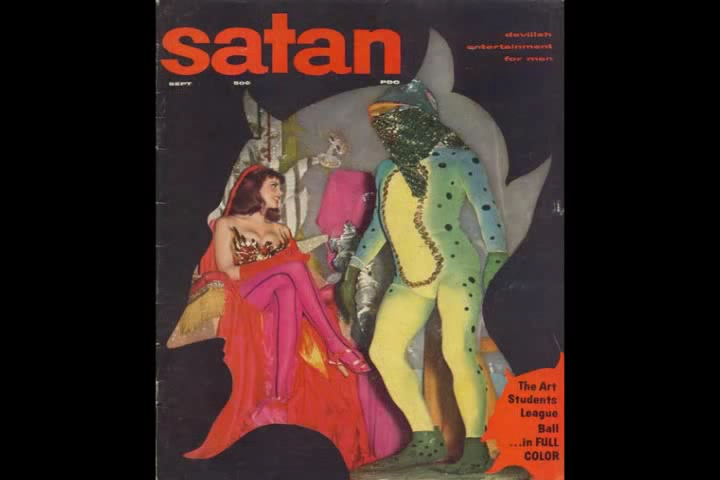 satan
devilish
entertainment
for men
SEPT 50¢ PDC
The Art
Students
League
Ball
...in FULL
COLOR